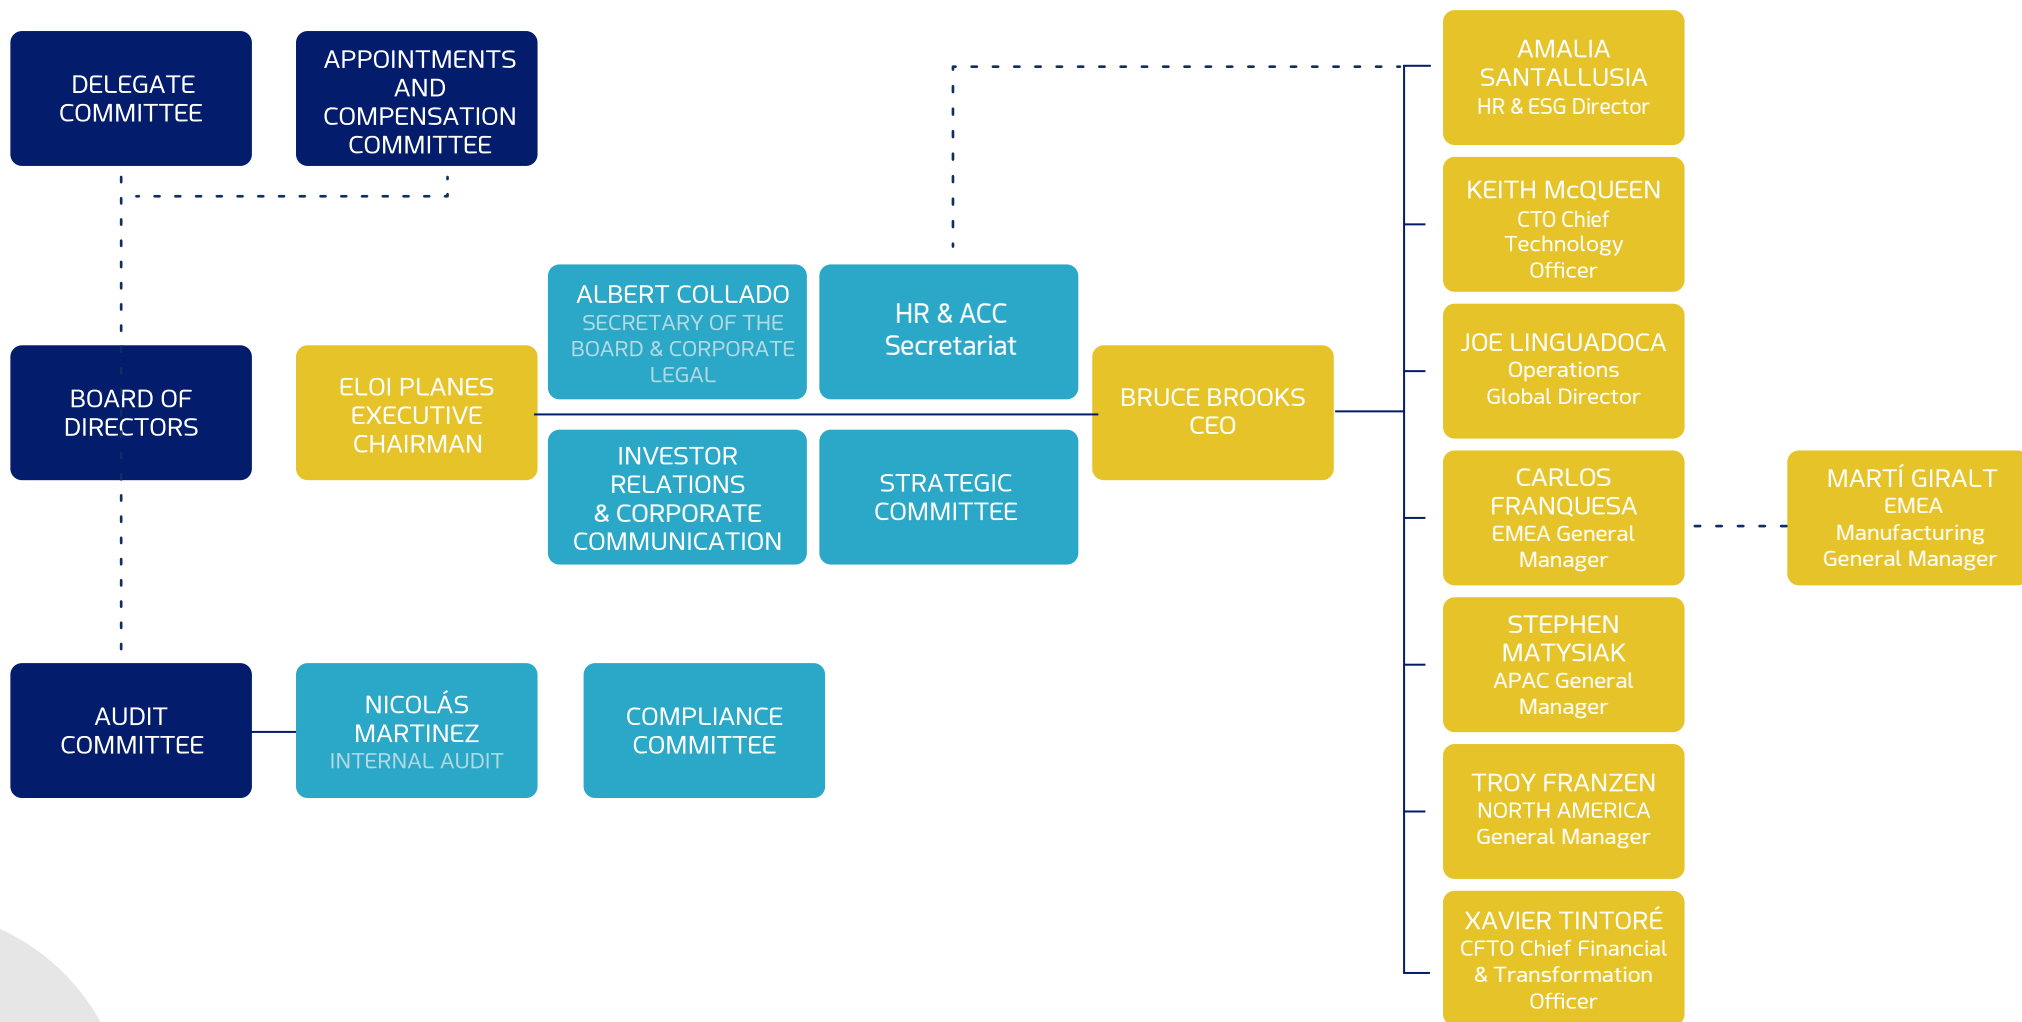 DELEGATE
COMMITTEE
APPOINTMENTS
AND
COMPENSATION
COMMITTEE
BOARD OF
DIRECTORS
ELOI PLANES
EXECUTIVE
CHAIRMAN
ALBERT COLLADO
SECRETARY OF THE
BOARD & CORPORATE
LEGAL
HR & ACC
Secretariat
INVESTOR
RELATIONS
& CORPORATE
COMMUNICATION
STRATEGIC
COMMITTEE
BRUCE BROOKS
CEO
AUDIT
COMMITTEE
NICOLÁS
MARTINEZ
INTERNAL AUDIT
COMPLIANCE
COMMITTEE
AMALIA
SANTALLUSIA
HR & ESG Director
KEITH McQUEEN
CTO Chief
Technology
Officer
JOE LINGUADOCA
Operations
Global Director
CARLOS
FRANQUESA
EMEA General
Manager
MARTÍ GIRALT
EMEA
Manufacturing
General Manager
STEPHEN
MATYSIAK
APAC General
Manager
TROY FRANZEN
NORTH AMERICA
General Manager
XAVIER TINTORÉ
CFTO Chief Financial
& Transformation
Officer